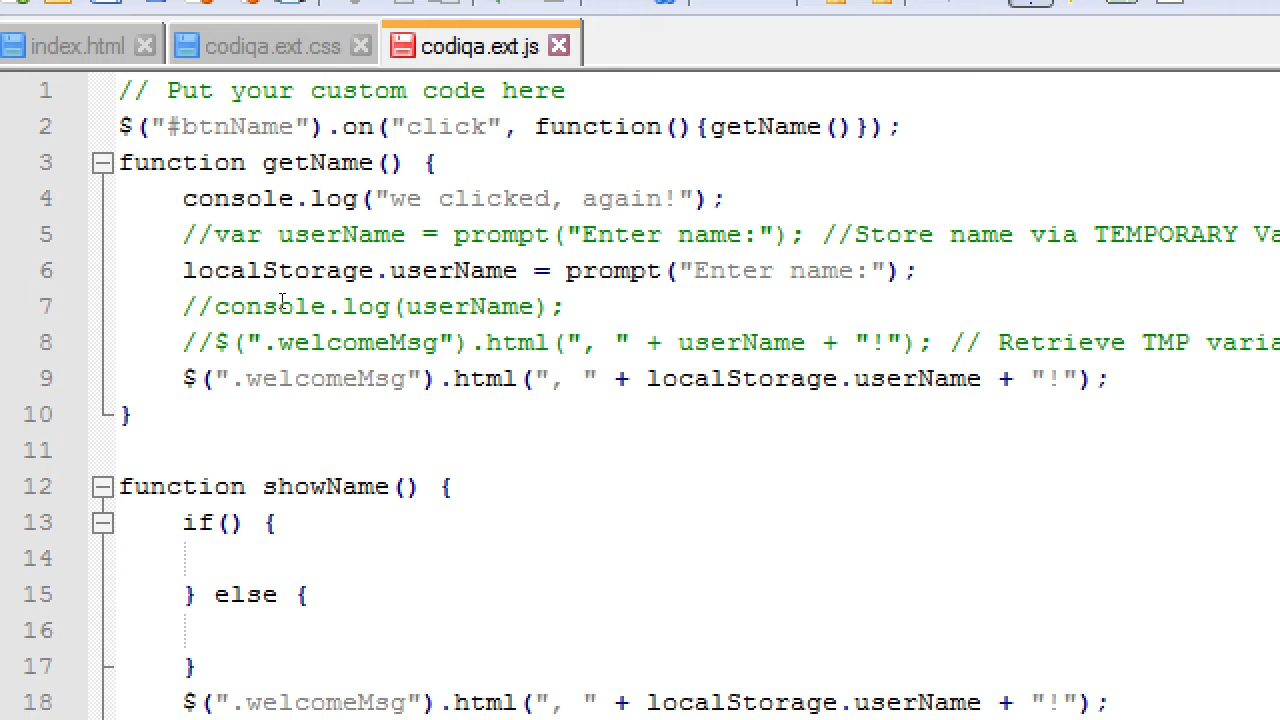 index.html codiqa.ext.css codiqa.ext.js
1 // Put your custom code here
2 $("#btnName").on("click", function(){getName()});
3 function getName() {
4 console.log("we clicked, again!");
5 //var userName = prompt("Enter name:"); //Store name via TEMPORARY Va
6 localStorage.userName = prompt("Enter name:");
7 //console.log(userName);
8 //$(".welcomeMsg").html(", " + userName + "!"); // Retrieve TMP varia
9 $(".welcomeMsg").html(", " + localStorage.userName + "!");
10 }
11
12 function showName() {
13 if() {
14
15 } else {
16
17 }
18 $(".welcomeMsg").html(", " + localStorage.userName + "!");